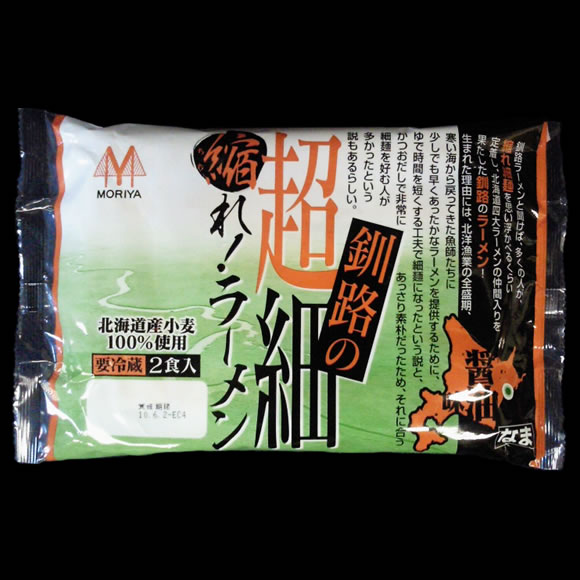 釧路ラーメンと聞けば、多くの人が、
縮れ細麺を思い浮かべるくらい
定着し、北海道四大ラーメンの仲間入りを
果たした釧路のラーメン！
生まれた理由には、北洋漁業の全盛期、
寒い海から戻ってきた漁師たちに
少しでも早くあったかなラーメンを提供するために、
ゆで時間を短くする工夫で細麺になったという説と、
かつおだしで非常に
あっさり素朴だったため、それに合う
細麺を好む人が
多かったという
説もあるらしい。
釧路の
超細
縮れ！ラーメン
MORIYA
北海道産小麦
100%使用
要冷蔵
2食入
賞味期限
10.6.2-EC4
醤油
味
なま